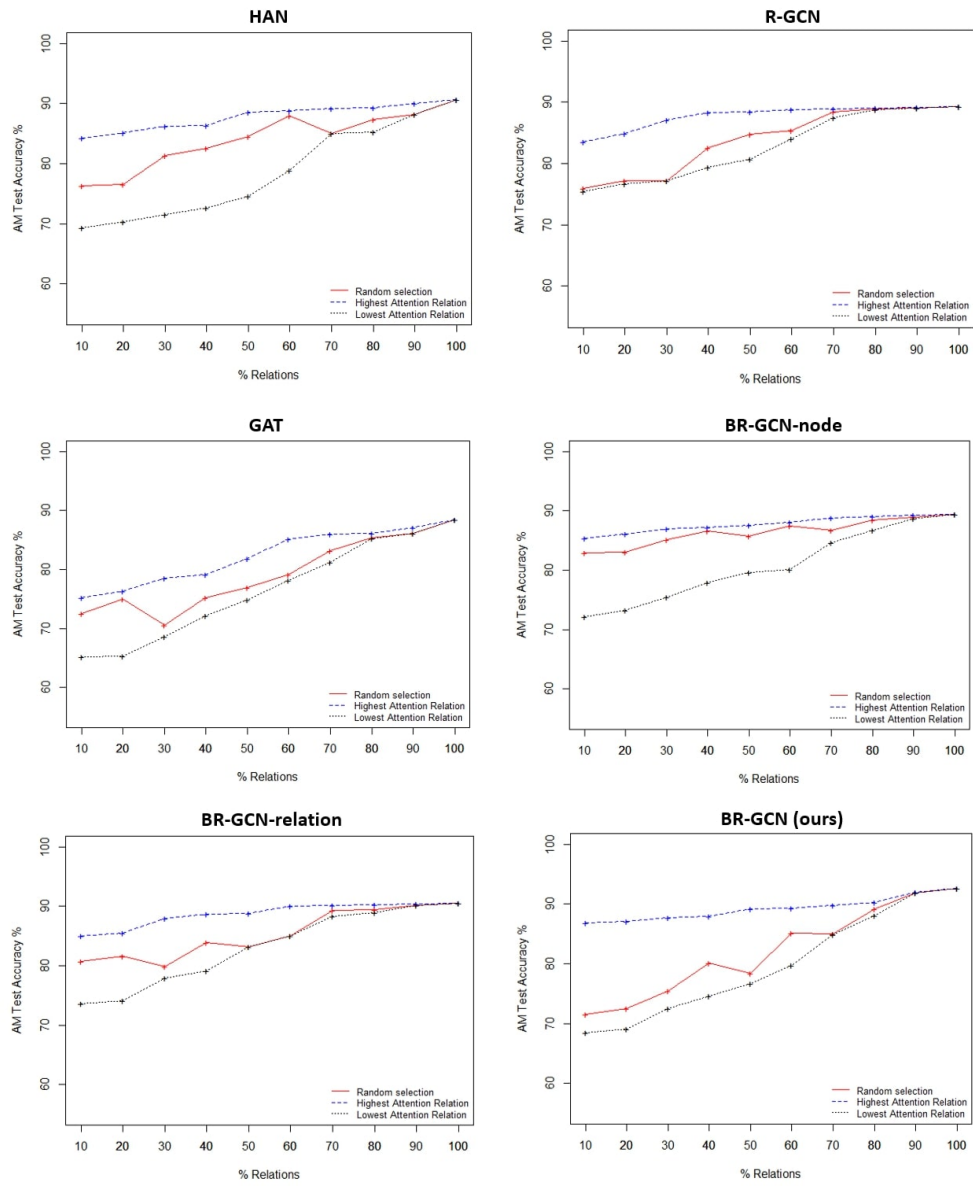 HAN
AM Test Accuracy %
100
90
80
70
60
Random selection
Highest Attention Relation
Lowest Attention Relation
10 20 30 40 50 60 70 80 90 100
% Relations
R-GCN
AM Test Accuracy %
100
90
80
70
60
Random selection
Highest Attention Relation
Lowest Attention Relation
10 20 30 40 50 60 70 80 90 100
% Relations
GAT
AM Test Accuracy %
100
90
80
70
60
Random selection
Highest Attention Relation
Lowest Attention Relation
10 20 30 40 50 60 70 80 90 100
% Relations
BR-GCN-node
AM Test Accuracy %
100
90
80
70
60
Random selection
Highest Attention Relation
Lowest Attention Relation
10 20 30 40 50 60 70 80 90 100
% Relations
BR-GCN-relation
AM Test Accuracy %
100
90
80
70
60
Random selection
Highest Attention Relation
Lowest Attention Relation
10 20 30 40 50 60 70 80 90 100
% Relations
BR-GCN (ours)
AM Test Accuracy %
100
90
80
70
60
Random selection
Highest Attention Relation
Lowest Attention Relation
10 20 30 40 50 60 70 80 90 100
% Relations